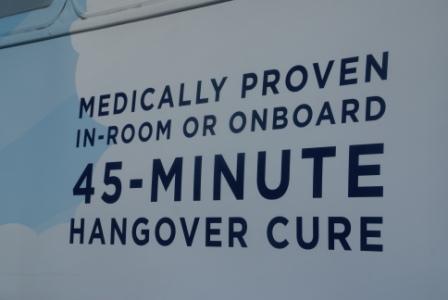 MEDICALLY PROVEN
IN-ROOM OR ONBOARD
45-MINUTE
HANGOVER CURE